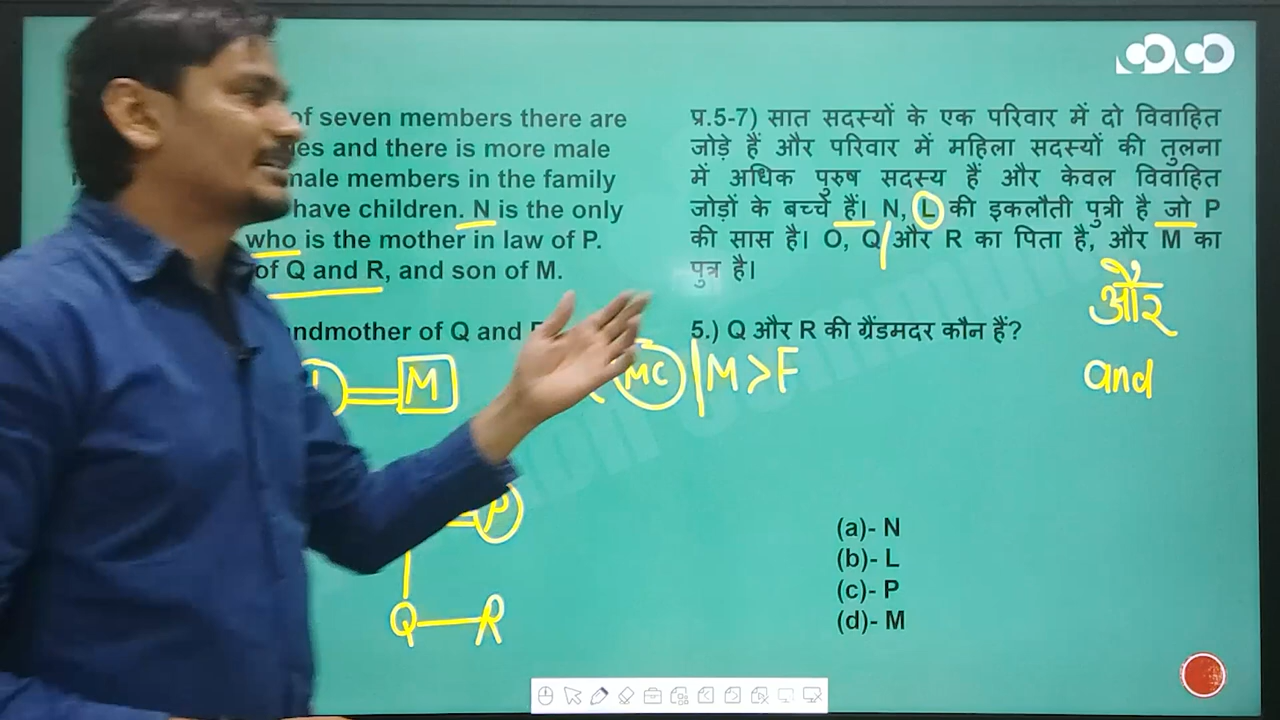 of seven members there are
and there is more male
male members in the family
have children. N is the only
who is the mother in law of P.
of Q and R, and son of M.
of Q and
प्र.5-7) सात सदस्यों के एक परिवार में दो विवाहित
जोड़े हैं और परिवार में महिला सदस्यों की तुलना
में अधिक पुरुष सदस्य हैं और केवल विवाहित
जोड़ों के बच्चें हैं। N, L की इकलौती पुत्री है जो P
की सास है। O, Q और R का पिता है, और M का
पुत्र है।
5.) Q और R की ग्रैंडमदर कौन हैं?
और
and
M
MC | M > F
P
Q R
(a)- N
(b)- L
(c)- P
(d)- M